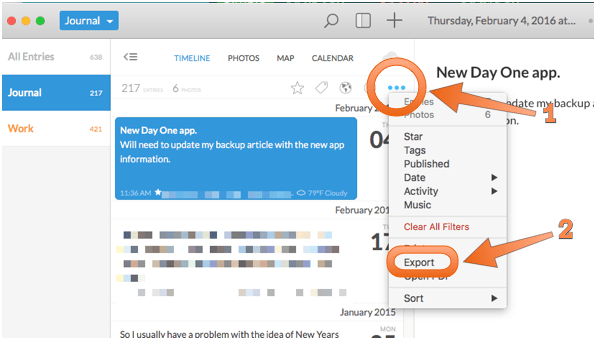 Journal
Thursday, February 4, 2016 at...
All Entries 638
Journal 217
Work 421
TIMELINE PHOTOS MAP CALENDAR
217 ENTRIES 6 PHOTOS
February
New Day One app.
Will need to update my backup article with the new app
information.
11:36 AM 79°F Cloudy
04
February 201
17
January 2015
MON
So I usually have a problem with the idea of New Years
New Day One app.
date my backup a
on.
Entries
Photos 6
Star
Tags
Published
Date
Activity
Music
Clear All Filters
Export
Open PDF
Sort
1
2